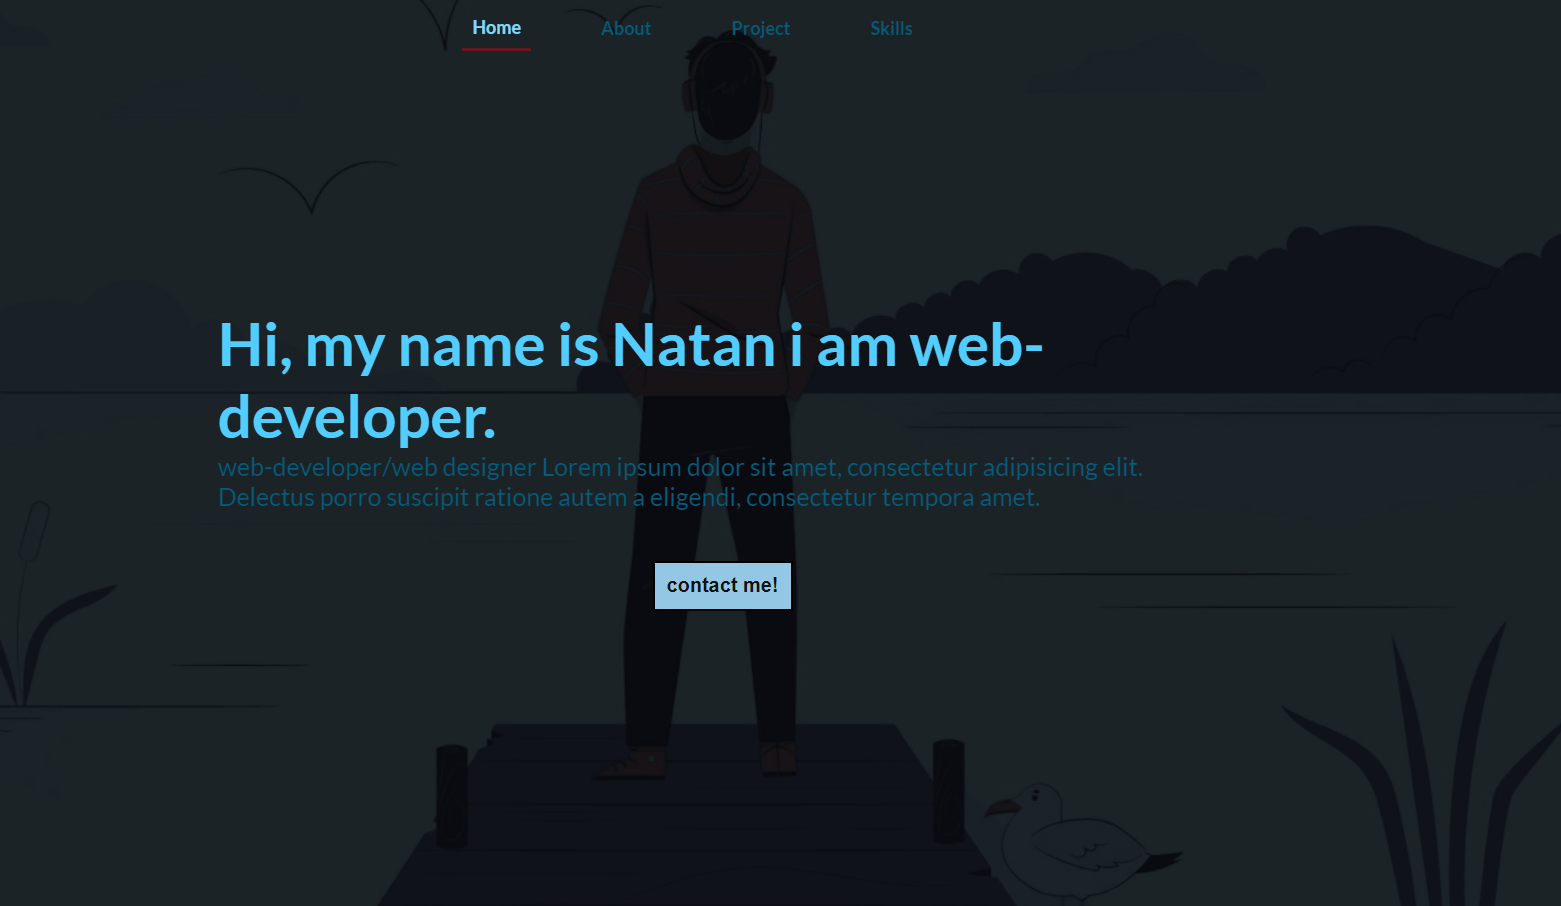 Home About Project Skills
Hi, my name is Natan i am web-
developer.
web-developer/web designer Lorem ipsum dolor sit amet, consectetur adipisicing elit.
Delectus porro suscipit ratione autem a eligendi, consectetur tempora amet.
contact me!